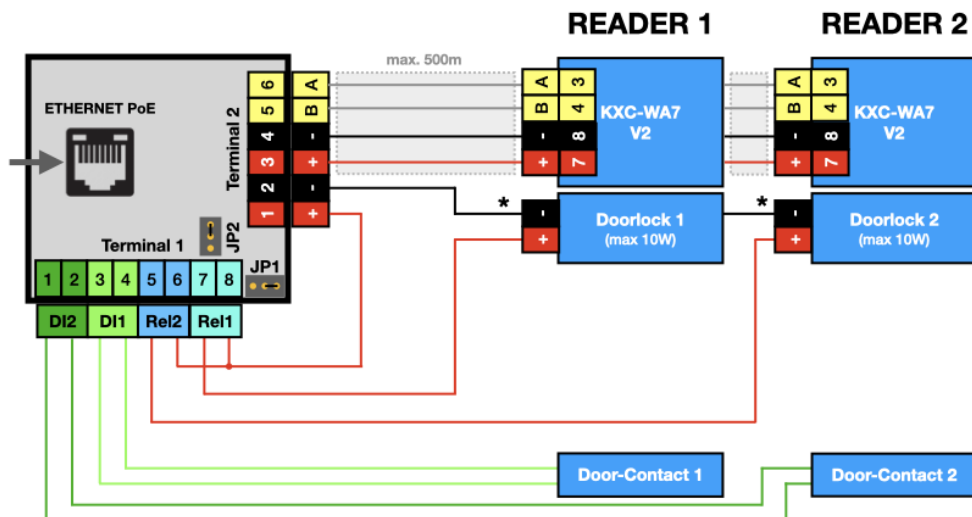 READER 1
READER 2
max. 500m
ETHERNET PoE
Terminal 2
6 A
5 B
4 -
3 +
2 -
1 +
A 3
B 4
- 8
+ 7
KXC-WA7
V2
A 3
B 4
- 8
+ 7
KXC-WA7
V2
*
-
+
Doorlock 1
(max 10W)
*
-
+
Doorlock 2
(max 10W)
JP2
Terminal 1
JP1
1 2 3 4 5 6 7 8
DI2 DI1 Rel2 Rel1
Door-Contact 1
Door-Contact 2